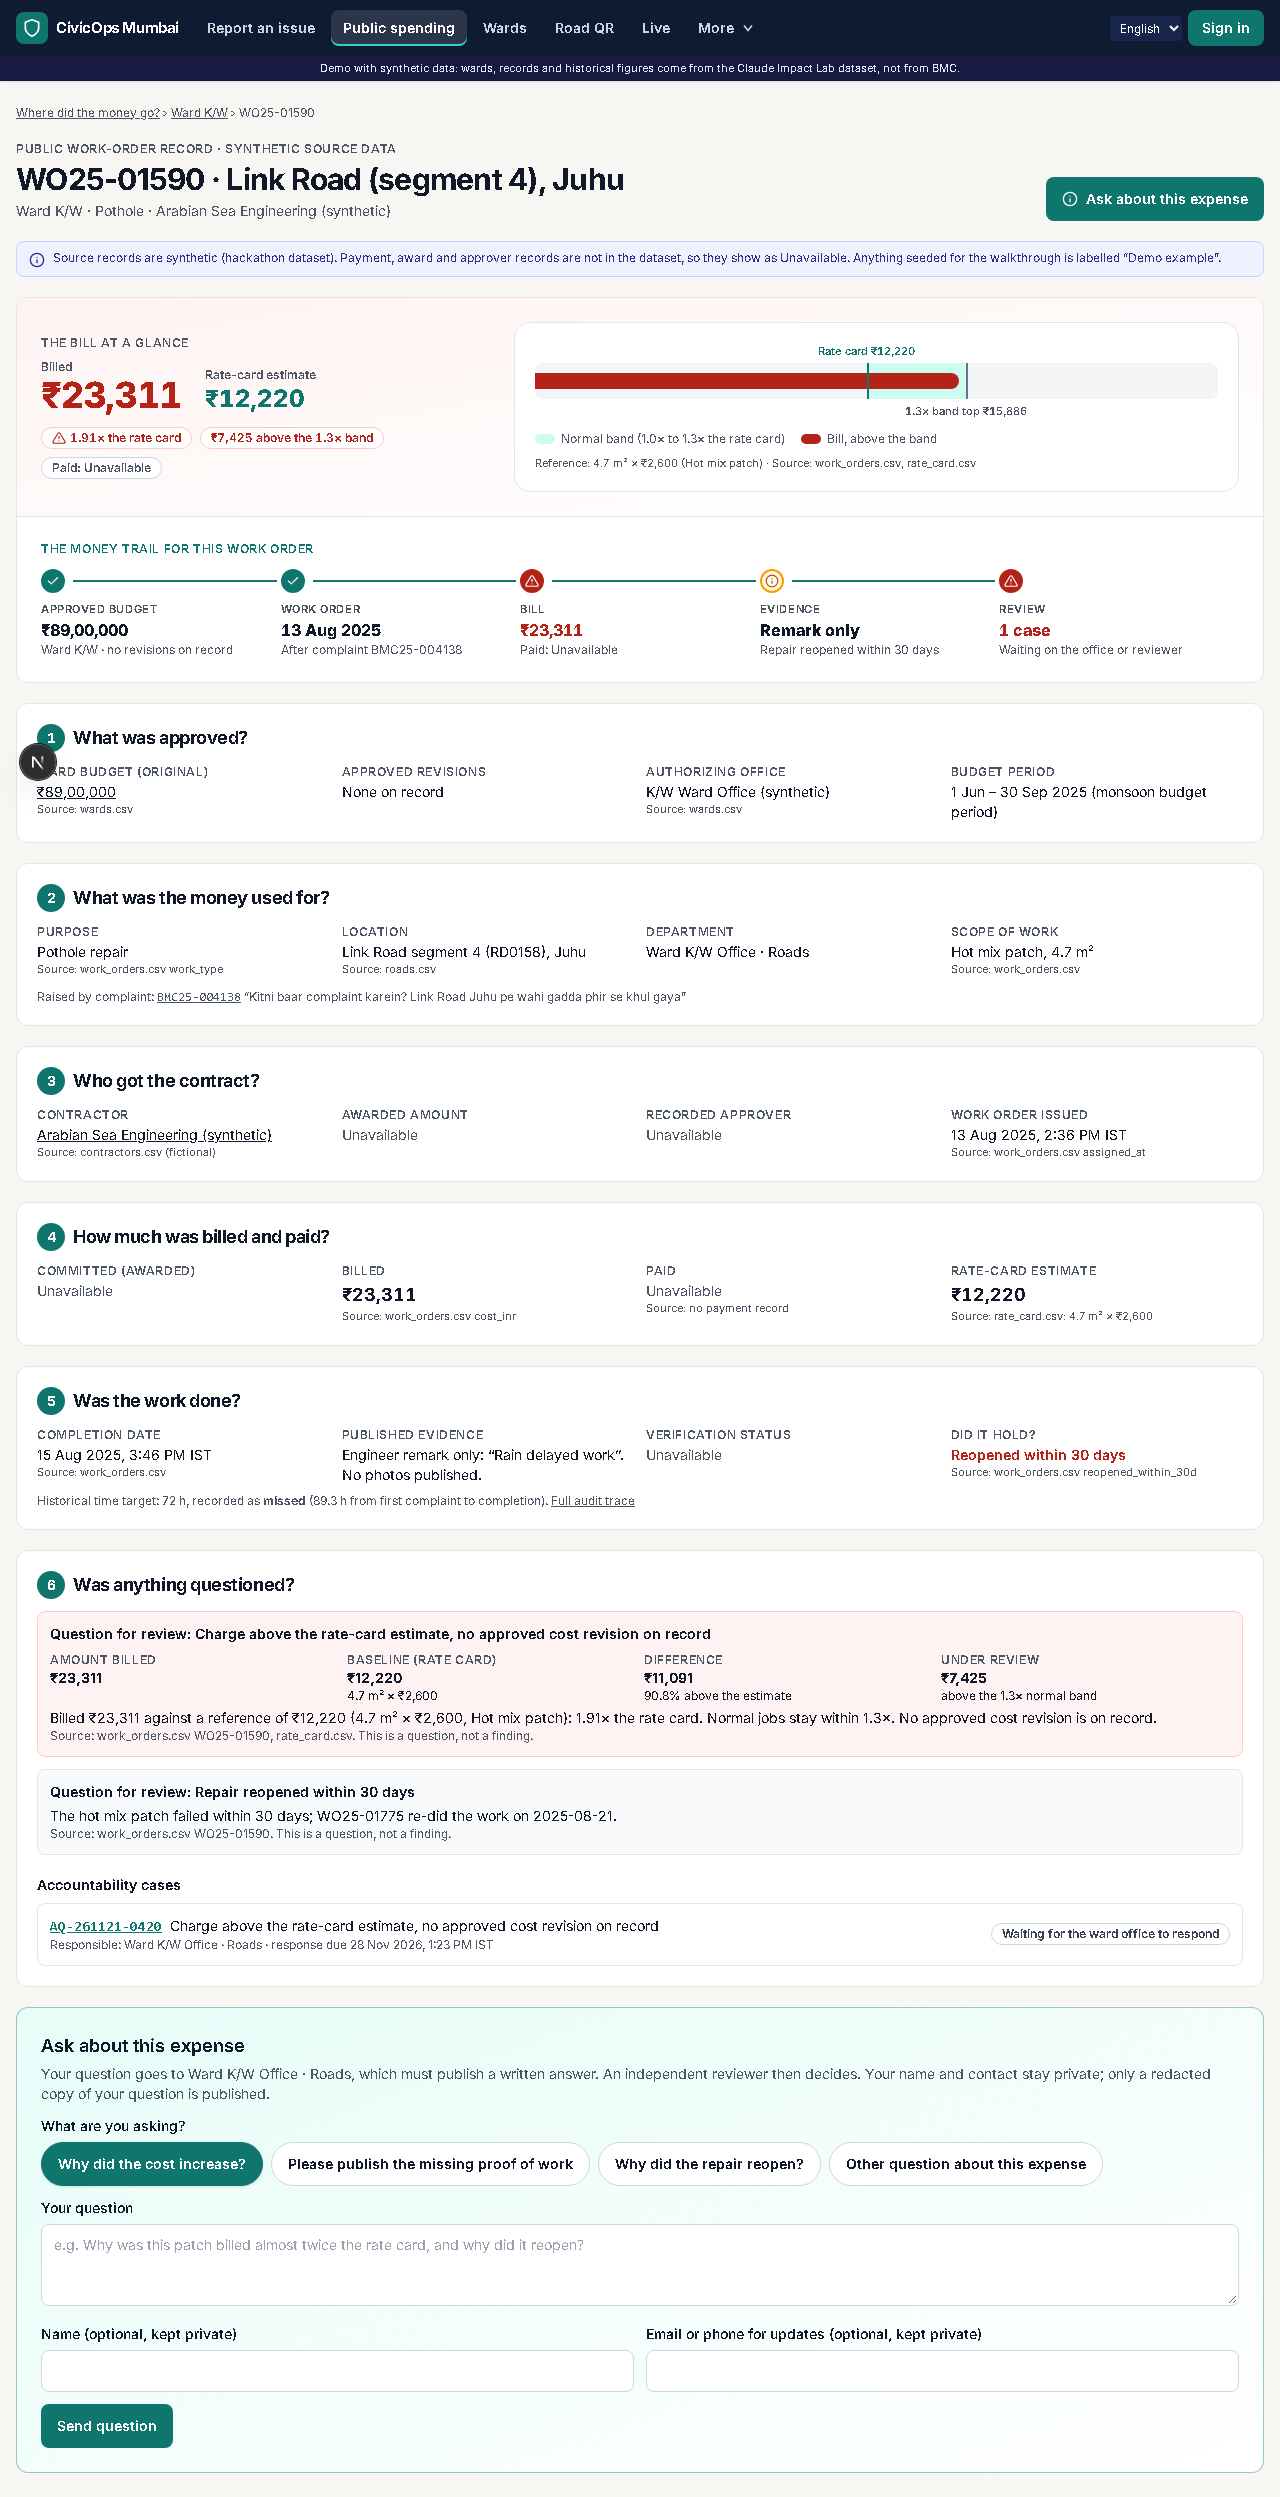 CivicOps Mumbai
Report an issue
Public spending
Wards
Road QR
Live
More
English
Sign in
Demo with synthetic data: wards, records and historical figures come from the Claude Impact Lab dataset, not from BMC.
Where did the money go? › Ward K/W › WO25-01590
PUBLIC WORK-ORDER RECORD · SYNTHETIC SOURCE DATA
WO25-01590 · Link Road (segment 4), Juhu
Ward K/W · Pothole · Arabian Sea Engineering (synthetic)
Ask about this expense
Source records are synthetic (hackathon dataset). Payment, award and approver records are not in the dataset, so they show as Unavailable. Anything seeded for the walkthrough is labelled “Demo example”.
THE BILL AT A GLANCE
Billed
₹23,311
Rate-card estimate
₹12,220
1.91× the rate card
₹7,425 above the 1.3× band
Paid: Unavailable
Rate card ₹12,220
1.3× band top ₹15,886
Normal band (1.0× to 1.3× the rate card)
Bill, above the band
Reference: 4.7 m² × ₹2,600 (Hot mix patch) · Source: work_orders.csv, rate_card.csv
THE MONEY TRAIL FOR THIS WORK ORDER
APPROVED BUDGET
₹89,00,000
Ward K/W · no revisions on record
WORK ORDER
13 Aug 2025
After complaint BMC25-004138
BILL
₹23,311
Paid: Unavailable
EVIDENCE
Remark only
Repair reopened within 30 days
REVIEW
1 case
Waiting on the office or reviewer
1 What was approved?
N
ARD BUDGET (ORIGINAL)
₹89,00,000
Source: wards.csv
APPROVED REVISIONS
None on record
AUTHORIZING OFFICE
K/W Ward Office (synthetic)
Source: wards.csv
BUDGET PERIOD
1 Jun – 30 Sep 2025 (monsoon budget
period)
2 What was the money used for?
PURPOSE
Pothole repair
Source: work_orders.csv work_type
LOCATION
Link Road segment 4 (RD0158), Juhu
Source: roads.csv
DEPARTMENT
Ward K/W Office · Roads
SCOPE OF WORK
Hot mix patch, 4.7 m²
Source: work_orders.csv
Raised by complaint: BMC25-004138 “Kitni baar complaint karein? Link Road Juhu pe wahi gadda phir se khul gaya”
3 Who got the contract?
CONTRACTOR
Arabian Sea Engineering (synthetic)
Source: contractors.csv (fictional)
AWARDED AMOUNT
Unavailable
RECORDED APPROVER
Unavailable
WORK ORDER ISSUED
13 Aug 2025, 2:36 PM IST
Source: work_orders.csv assigned_at
4 How much was billed and paid?
COMMITTED (AWARDED)
Unavailable
BILLED
₹23,311
Source: work_orders.csv cost_inr
PAID
Unavailable
Source: no payment record
RATE-CARD ESTIMATE
₹12,220
Source: rate_card.csv: 4.7 m² × ₹2,600
5 Was the work done?
COMPLETION DATE
15 Aug 2025, 3:46 PM IST
Source: work_orders.csv
PUBLISHED EVIDENCE
Engineer remark only: “Rain delayed work”.
No photos published.
VERIFICATION STATUS
Unavailable
DID IT HOLD?
Reopened within 30 days
Source: work_orders.csv reopened_within_30d
Historical time target: 72 h, recorded as missed (89.3 h from first complaint to completion). Full audit trace
6 Was anything questioned?
Question for review: Charge above the rate-card estimate, no approved cost revision on record
AMOUNT BILLED
₹23,311
BASELINE (RATE CARD)
₹12,220
4.7 m² × ₹2,600
DIFFERENCE
₹11,091
90.8% above the estimate
UNDER REVIEW
₹7,425
above the 1.3× normal band
Billed ₹23,311 against a reference of ₹12,220 (4.7 m² × ₹2,600, Hot mix patch): 1.91× the rate card. Normal jobs stay within 1.3×. No approved cost revision is on record.
Source: work_orders.csv WO25-01590, rate_card.csv. This is a question, not a finding.
Question for review: Repair reopened within 30 days
The hot mix patch failed within 30 days; WO25-01775 re-did the work on 2025-08-21.
Source: work_orders.csv WO25-01590. This is a question, not a finding.
Accountability cases
AQ-261121-0420 Charge above the rate-card estimate, no approved cost revision on record
Responsible: Ward K/W Office · Roads · response due 28 Nov 2026, 1:23 PM IST
Waiting for the ward office to respond
Ask about this expense
Your question goes to Ward K/W Office · Roads, which must publish a written answer. An independent reviewer then decides. Your name and contact stay private; only a redacted
copy of your question is published.
What are you asking?
Why did the cost increase?
Please publish the missing proof of work
Why did the repair reopen?
Other question about this expense
Your question
e.g. Why was this patch billed almost twice the rate card, and why did it reopen?
Name (optional, kept private)
Email or phone for updates (optional, kept private)
Send question